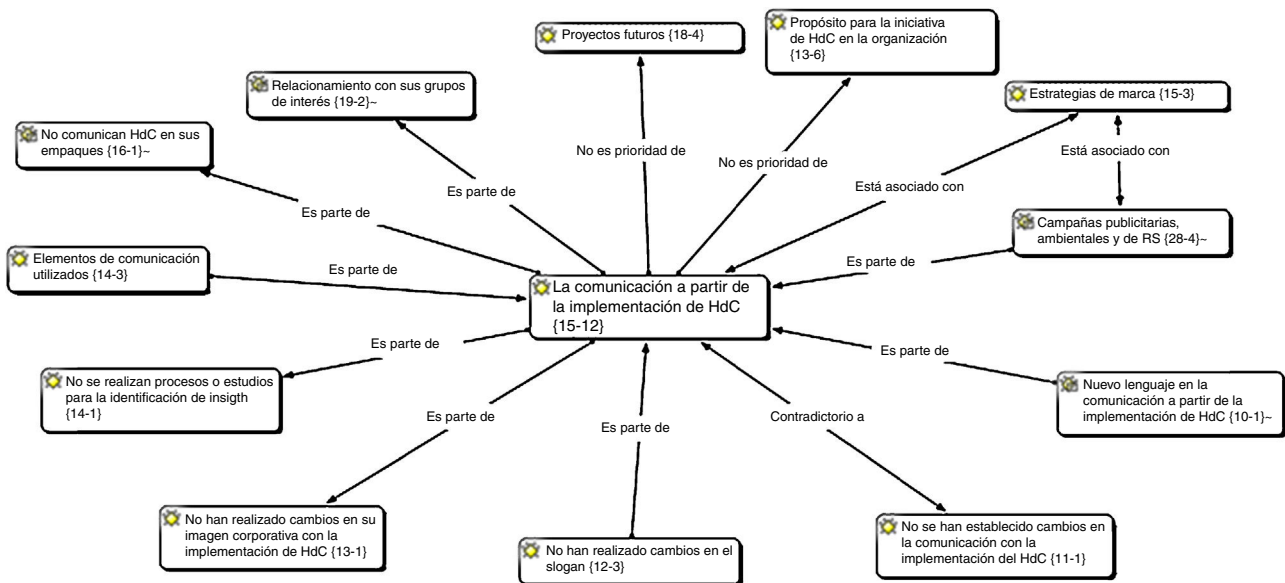 Proyectos futuros {18-4}
Propósito para la iniciativa
de HdC en la organización
{13-6}
Relacionamiento con sus grupos
de interés {19-2}~
Estrategias de marca {15-3}
No comunican HdC en sus
empaques {16-1}~
No es prioridad de
No es prioridad de
Está asociado con
Es parte de
Está asociado con
Es parte de
Campañas publicitarias,
ambientales y de RS {28-4}~
Elementos de comunicación
utilizados {14-3}
Es parte de
Es parte de
La comunicación a partir de
la implementación de HdC
{15-12}
Es parte de
Es parte de
No se realizan procesos o estudios
para la identificación de insigth
{14-1}
Nuevo lenguaje en la
comunicación a partir de la
implementación de HdC {10-1}~
Es parte de
Es parte de
Contradictorio a
No han realizado cambios en su
imagen corporativa con la
implementación de HdC {13-1}
No han realizado cambios en el
slogan {12-3}
No se han establecido cambios en
la comunicación con la
implementación del HdC {11-1}